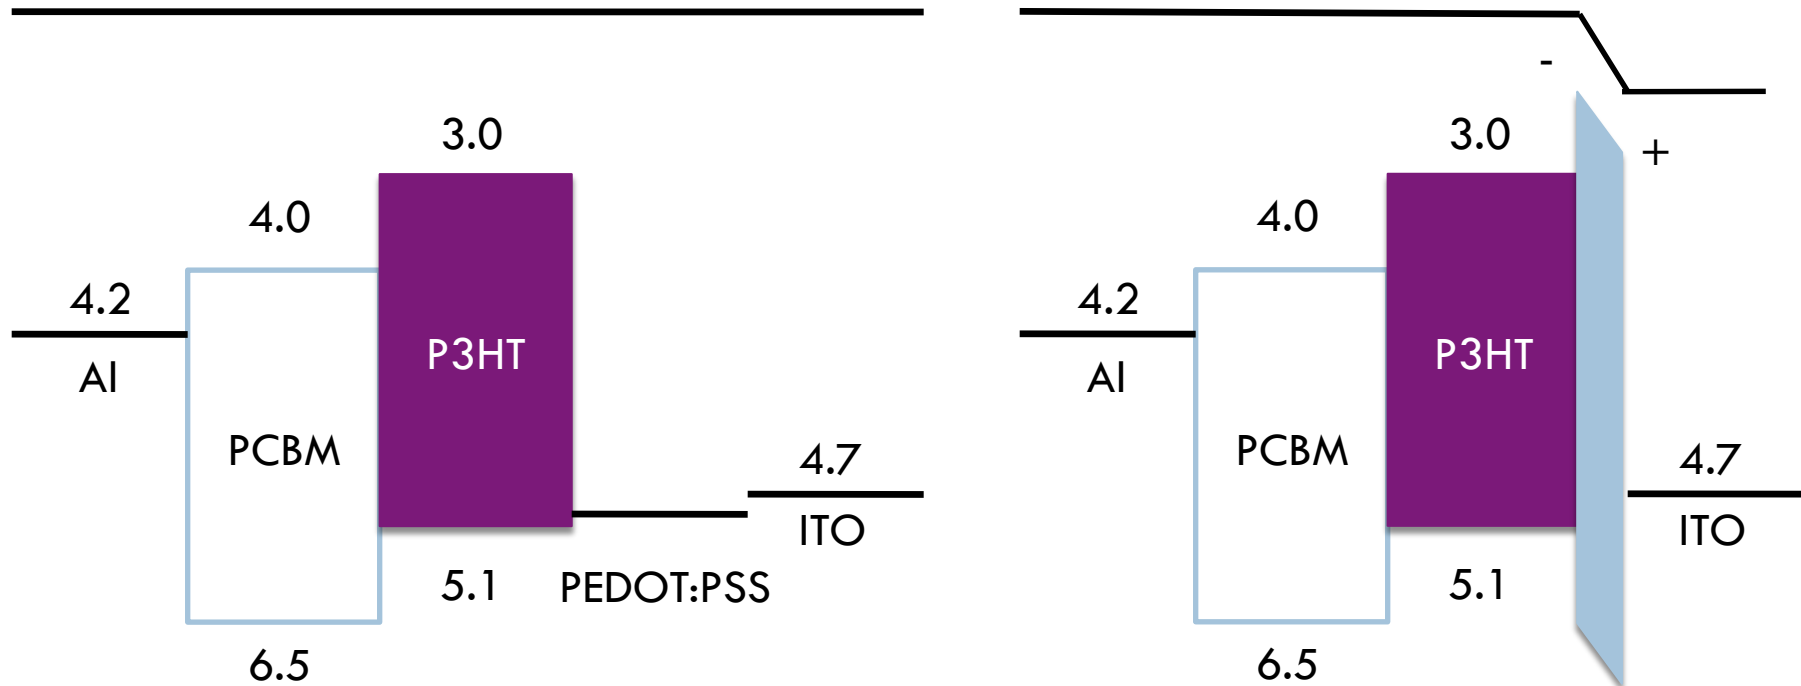 3.0
4.0
4.2
P3HT
Al
PCBM
4.7
ITO
5.1
PEDOT:PSS
6.5
-
3.0
+
4.0
4.2
P3HT
Al
PCBM
4.7
ITO
5.1
6.5